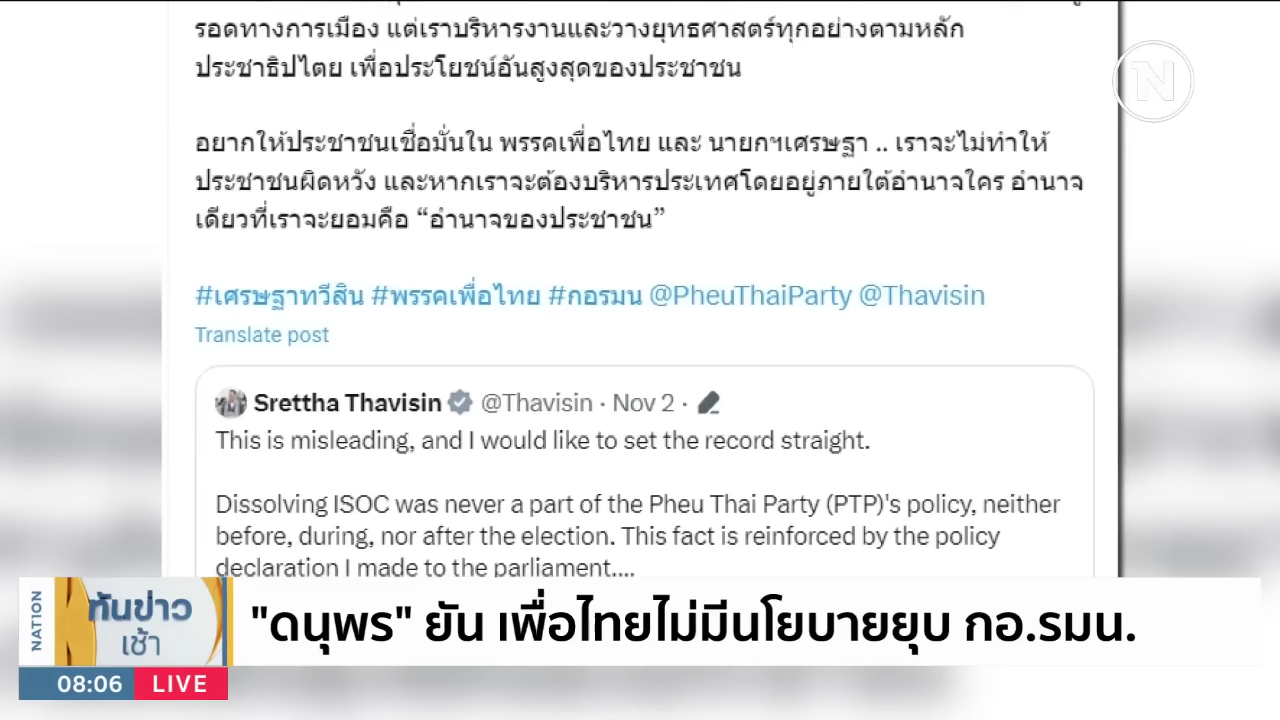 รอดทางการเมือง แต่เราบริหารงานและวางยุทธศาสตร์ทุกอย่างตามหลัก
ประชาธิปไตย เพื่อประโยชน์อันสูงสุดของประชาชน
อยากให้ประชาชนเชื่อมั่นใน พรรคเพื่อไทย และ นายกฯเศรษฐา .. เราจะไม่ทำให้
ประชาชนผิดหวัง และหากเราจะต้องบริหารประเทศโดยอยู่ภายใต้อำนาจใคร อำนาจ
เดียวที่เราจะยอมคือ “อำนาจของประชาชน”
#เศรษฐาทวีสิน #พรรคเพื่อไทย #กอรมน @PheuThaiParty @Thavisin
Translate post
Srettha Thavisin @Thavisin · Nov 2 ·
This is misleading, and I would like to set the record straight.
Dissolving ISOC was never a part of the Pheu Thai Party (PTP)'s policy, neither
before, during, nor after the election. This fact is reinforced by the policy
declaration I made to the parliament....
N
NATION
ทันข่าว
เช้า
"ดนุพร" ยัน เพื่อไทยไม่มีนโยบายยุบ กอ.รมน.
08:06 LIVE